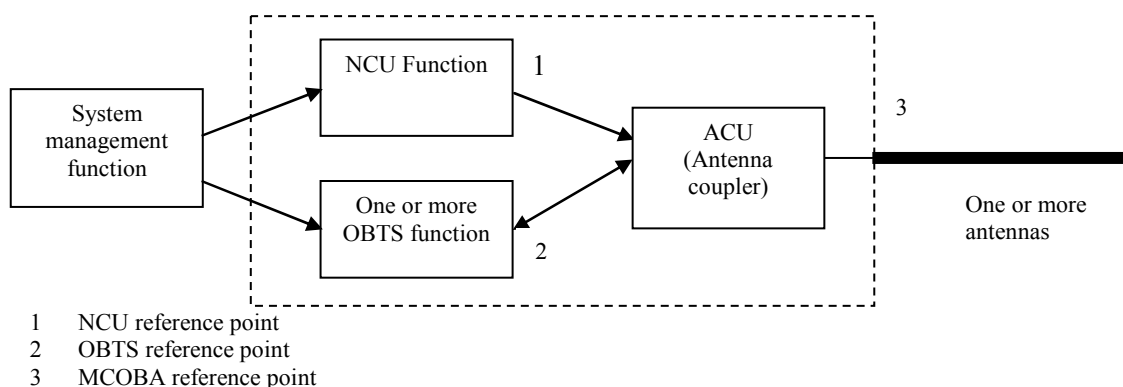 NCU Function
1
System
management
function
ACU
(Antenna
coupler)
3
One or more
OBTS function
2
One or more
antennas
1 NCU reference point
2 OBTS reference point
3 MCOBA reference point